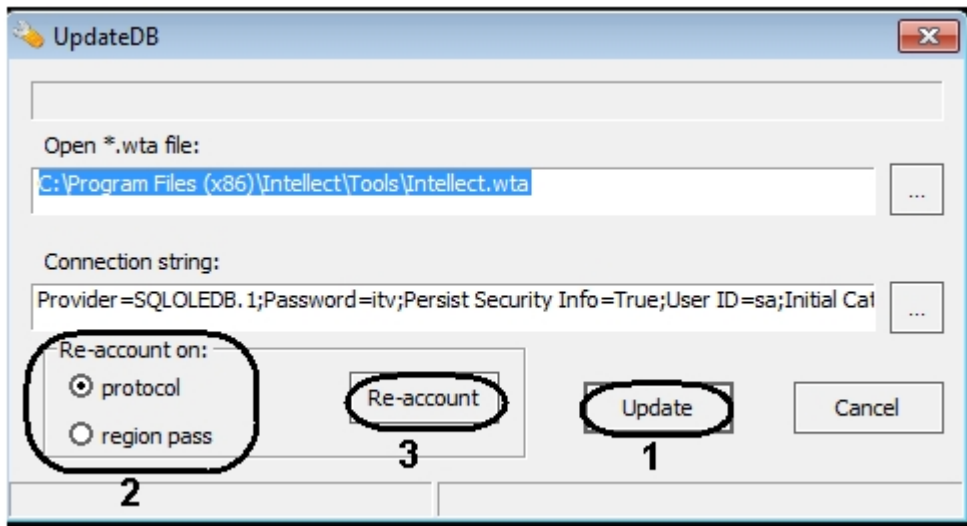 UpdateDB
Open *.wta file:
C:\Program Files (x86)\Intellect\Tools\Intellect.wta
...
Connection string:
Provider=SQLOLEDB.1;Password=itv;Persist Security Info=True;User ID=sa;Initial Cat
...
Re-account on:
protocol
region pass
Re-account
Update
Cancel
3
1
2